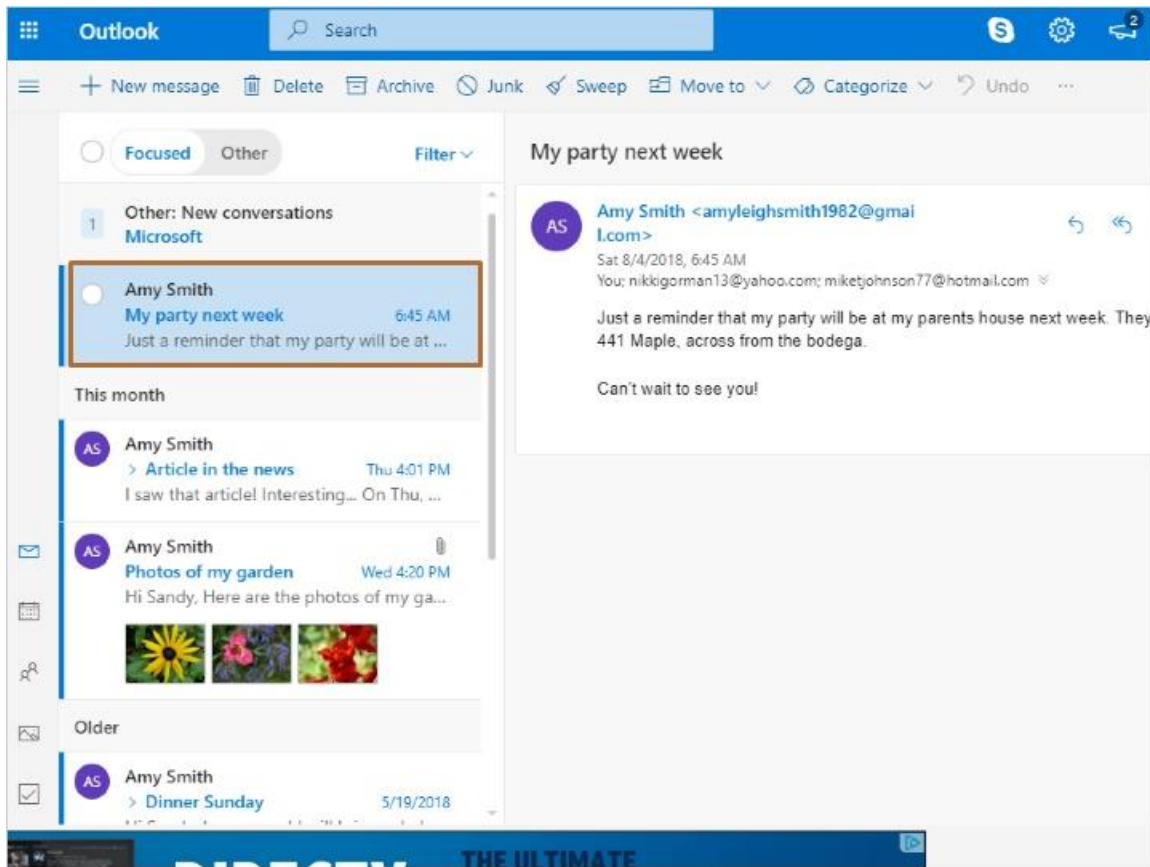 Outlook
Search
S
2
New message Delete Archive Junk Sweep Move to Categorize Undo ...
Focused Other Filter
1
Other: New conversations
Microsoft
Amy Smith
My party next week 6:45 AM
Just a reminder that my party will be at ...
This month
AS
Amy Smith
> Article in the news Thu 4:01 PM
I saw that article! Interesting... On Thu, ...
AS
Amy Smith
Photos of my garden Wed 4:20 PM
Hi Sandy, Here are the photos of my ga...
Older
AS
Amy Smith
> Dinner Sunday 5/19/2018
My party next week
AS
Amy Smith <amyleighsmith1982@gmai
l.com>
Sat 8/4/2018, 6:45 AM
You; nikkigorman13@yahoo.com; miketjohnson77@hotmail.com
Just a reminder that my party will be at my parents house next week. They
441 Maple, across from the bodega.
Can't wait to see you!
DIRECTV
THE ULTIMATE